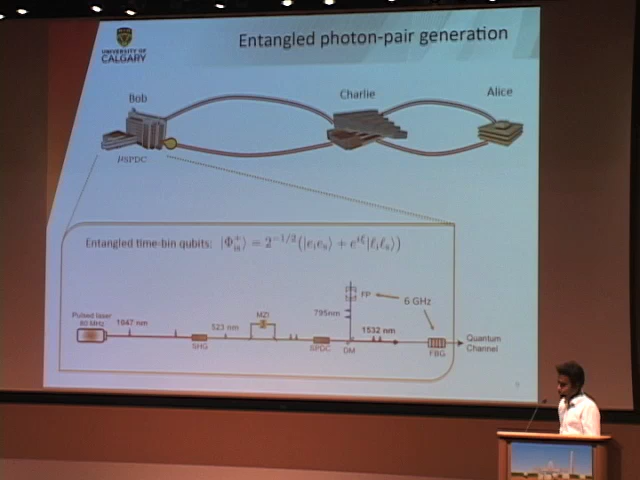 UNIVERSITY OF
CALGARY
Entangled photon-pair generation
Bob
Charlie
Alice
μSPDC
Entangled time-bin qubits: |Φ⁺ᵢₛ⟩ = 2^{-1/2}(|eᵢeₛ⟩ + e^{iξ}|ℓᵢℓₛ⟩)
FP
6 GHz
795nm
Pulsed laser
80 MHz
1047 nm
523 nm
MZI
1532 nm
SHG
SPDC
DM
FBG
Quantum
Channel